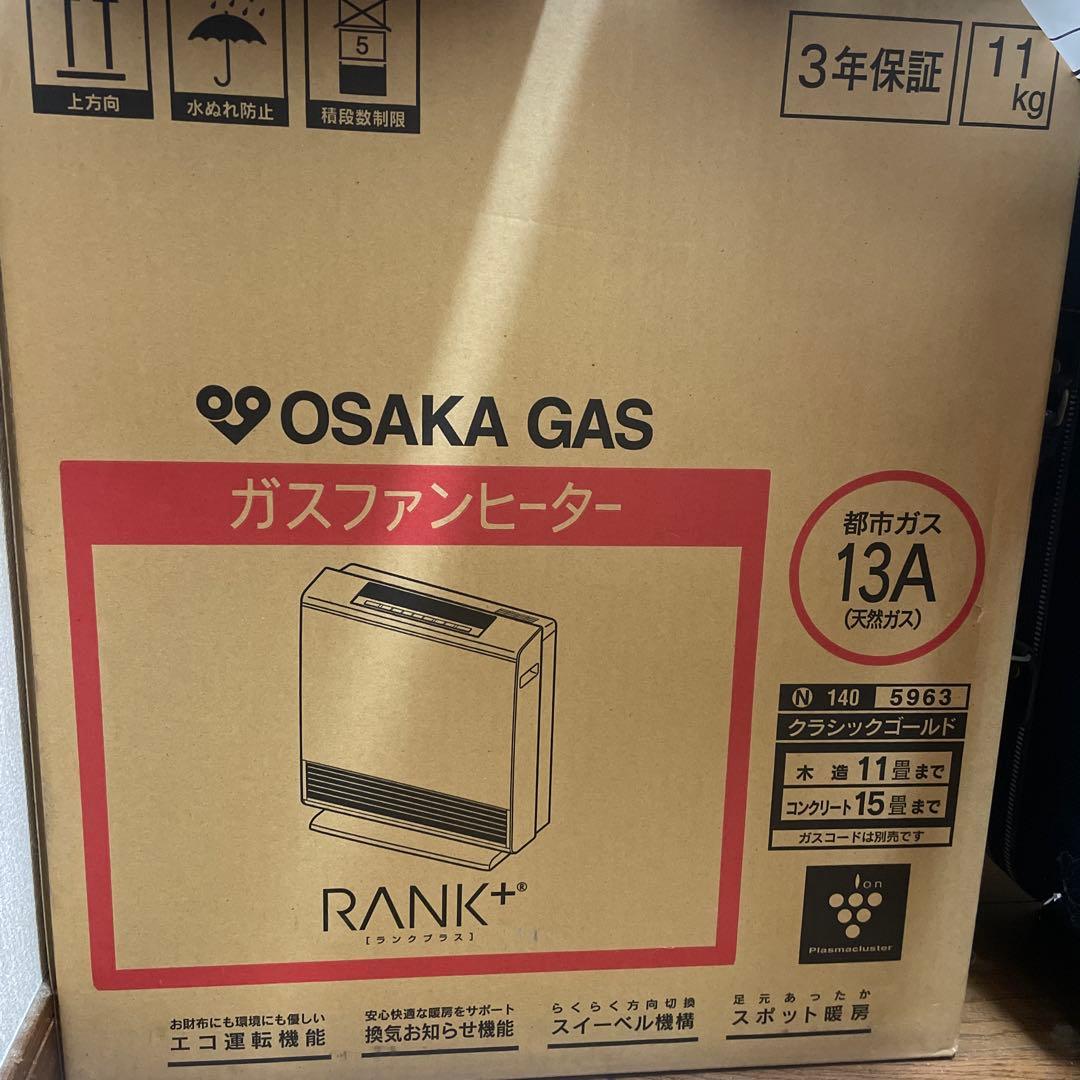 上方向
水ぬれ防止
5
積段数制限
3年保証
11
kg
OSAKA GAS
ガスファンヒーター
都市ガス
13A
(天然ガス)
N 140 5963
クラシックゴールド
木造 11畳まで
コンクリート 15畳まで
ガスコードは別売です
RANK+®
[ランクプラス]
Ion
Plasmacluster
お財布にも環境にも優しい
エコ運転機能
安心快適な暖房をサポート
換気お知らせ機能
らくらく方向切換
スイーベル機構
足元あったか
スポット暖房